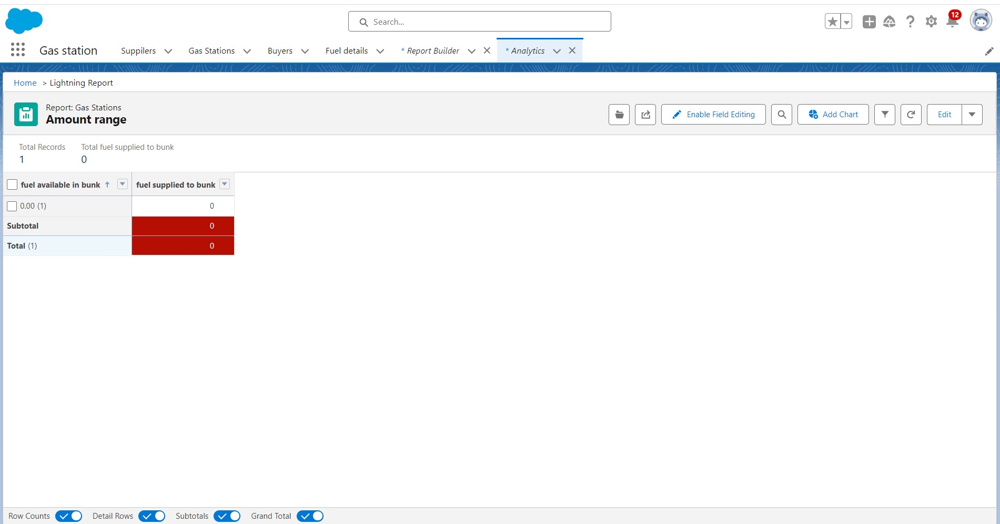 Search...
12
Gas station
Suppilers
Gas Stations
Buyers
Fuel details
* Report Builder
* Analytics
Home > Lightning Report
Report: Gas Stations
Amount range
Enable Field Editing
Add Chart
Edit
Total Records
Total fuel supplied to bunk
1
0
fuel available in bunk ↑
fuel supplied to bunk
0.00 (1)
0
Subtotal
0
Total (1)
0
Row Counts
Detail Rows
Subtotals
Grand Total